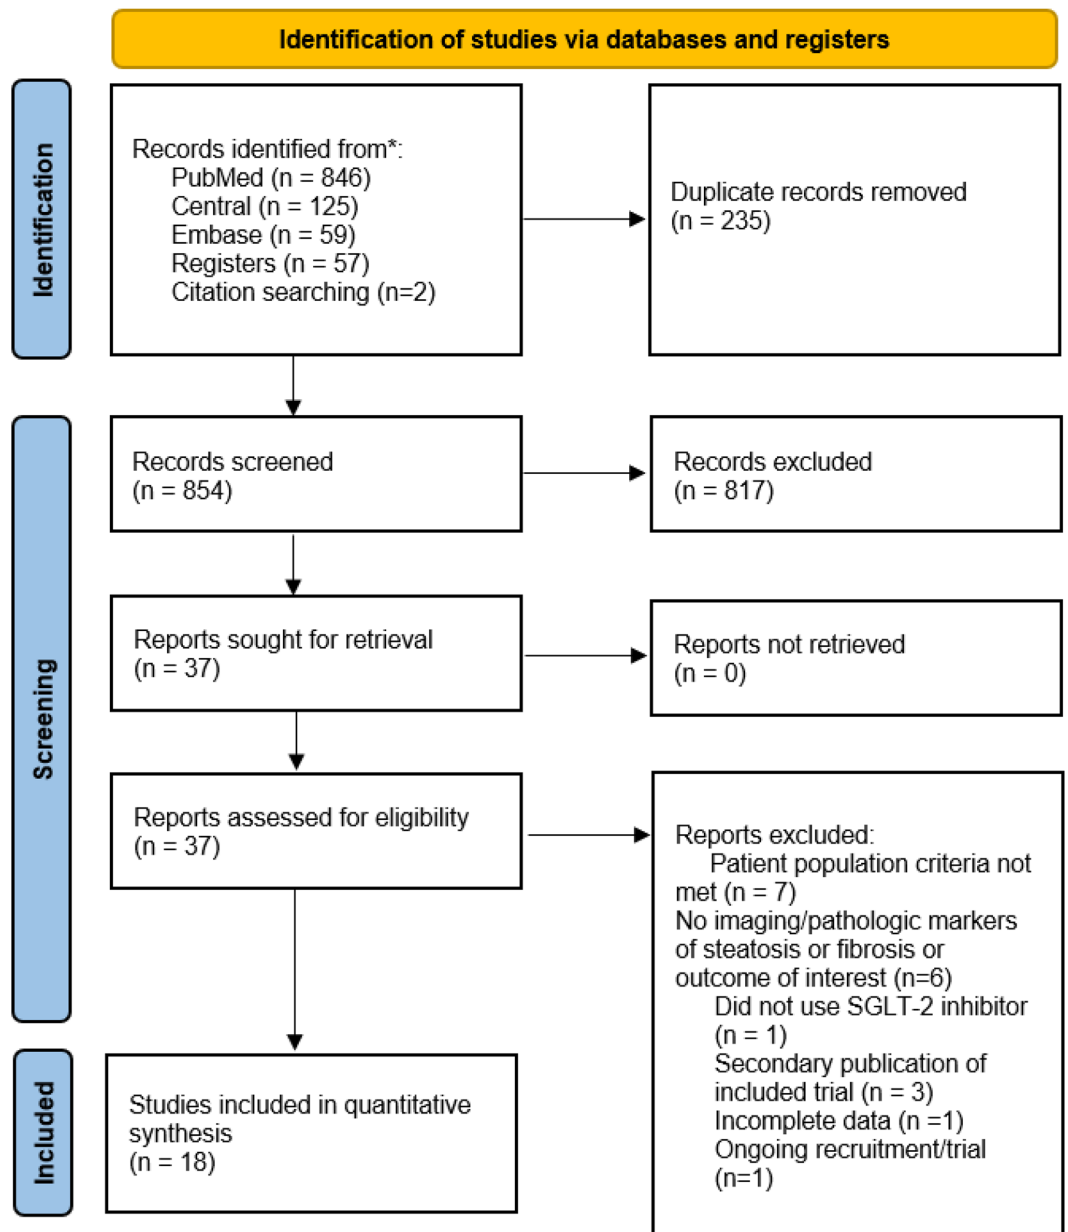 Identification of studies via databases and registers
Identification
Records identified from*:
PubMed (n = 846)
Central (n = 125)
Embase (n = 59)
Registers (n = 57)
Citation searching (n=2)
Duplicate records removed
(n = 235)
Screening
Records screened
(n = 854)
Records excluded
(n = 817)
Reports sought for retrieval
(n = 37)
Reports not retrieved
(n = 0)
Reports assessed for eligibility
(n = 37)
Reports excluded:
Patient population criteria not
met (n = 7)
No imaging/pathologic markers
of steatosis or fibrosis or
outcome of interest (n=6)
Did not use SGLT-2 inhibitor
(n = 1)
Secondary publication of
included trial (n = 3)
Incomplete data (n =1)
Ongoing recruitment/trial
(n=1)
Included
Studies included in quantitative
synthesis
(n = 18)